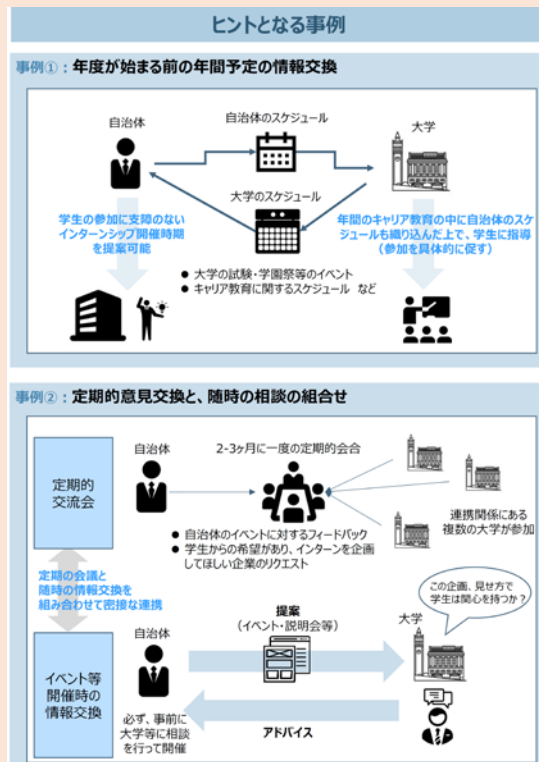 ヒントとなる事例
事例①：年度が始まる前の年間予定の情報交換
自治体
自治体のスケジュール
大学
大学のスケジュール
学生の参加に支障のない
インターンシップ開催時期
を提案可能
年間のキャリア教育の中に自治体のスケ
ジュールも織り込んだ上で、学生に指導
（参加を具体的に促す）
● 大学の試験・学園祭等のイベント
● キャリア教育に関するスケジュール など
事例②：定期的意見交換と、随時の相談の組合せ
定期的
交流会
自治体
2-3ヶ月に一度の定期的会合
連携関係にある
複数の大学が参加
● 自治体のイベントに対するフィードバック
● 学生からの希望があり、インターンを企画
してほしい企業のリクエスト
定期の会議と
随時の情報交換を
組み合わせて密接な連携
この企画、見せ方で
学生は関心を持つか？
イベント等
開催時の
情報交換
自治体
提案
（イベント・説明会等）
大学
必ず、事前に
大学等に相談
を行って開催
アドバイス